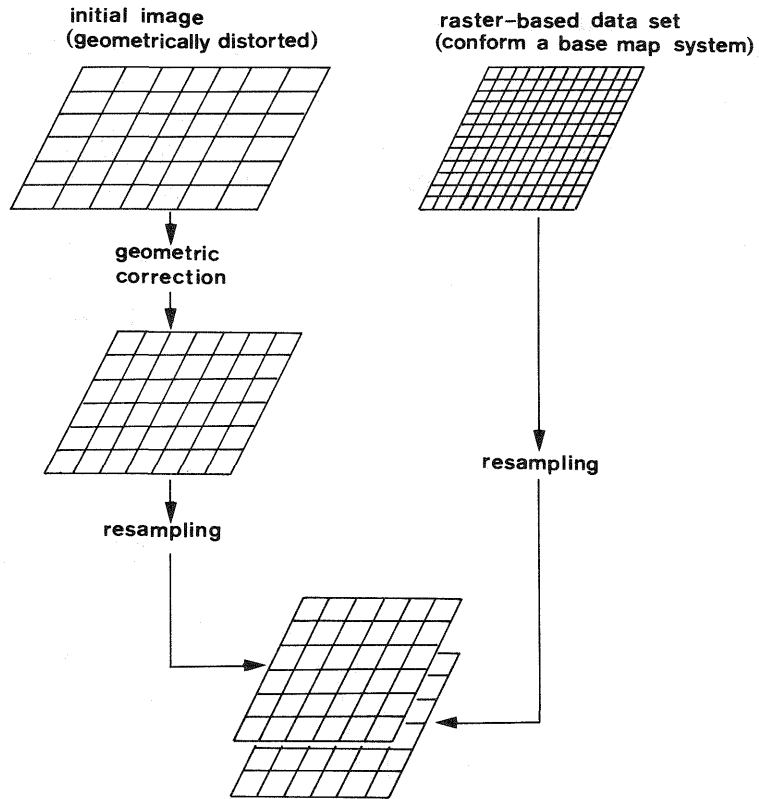 initial image
(geometrically distorted)
raster-based data set
(conform a base map system)
geometric
correction
resampling
resampling